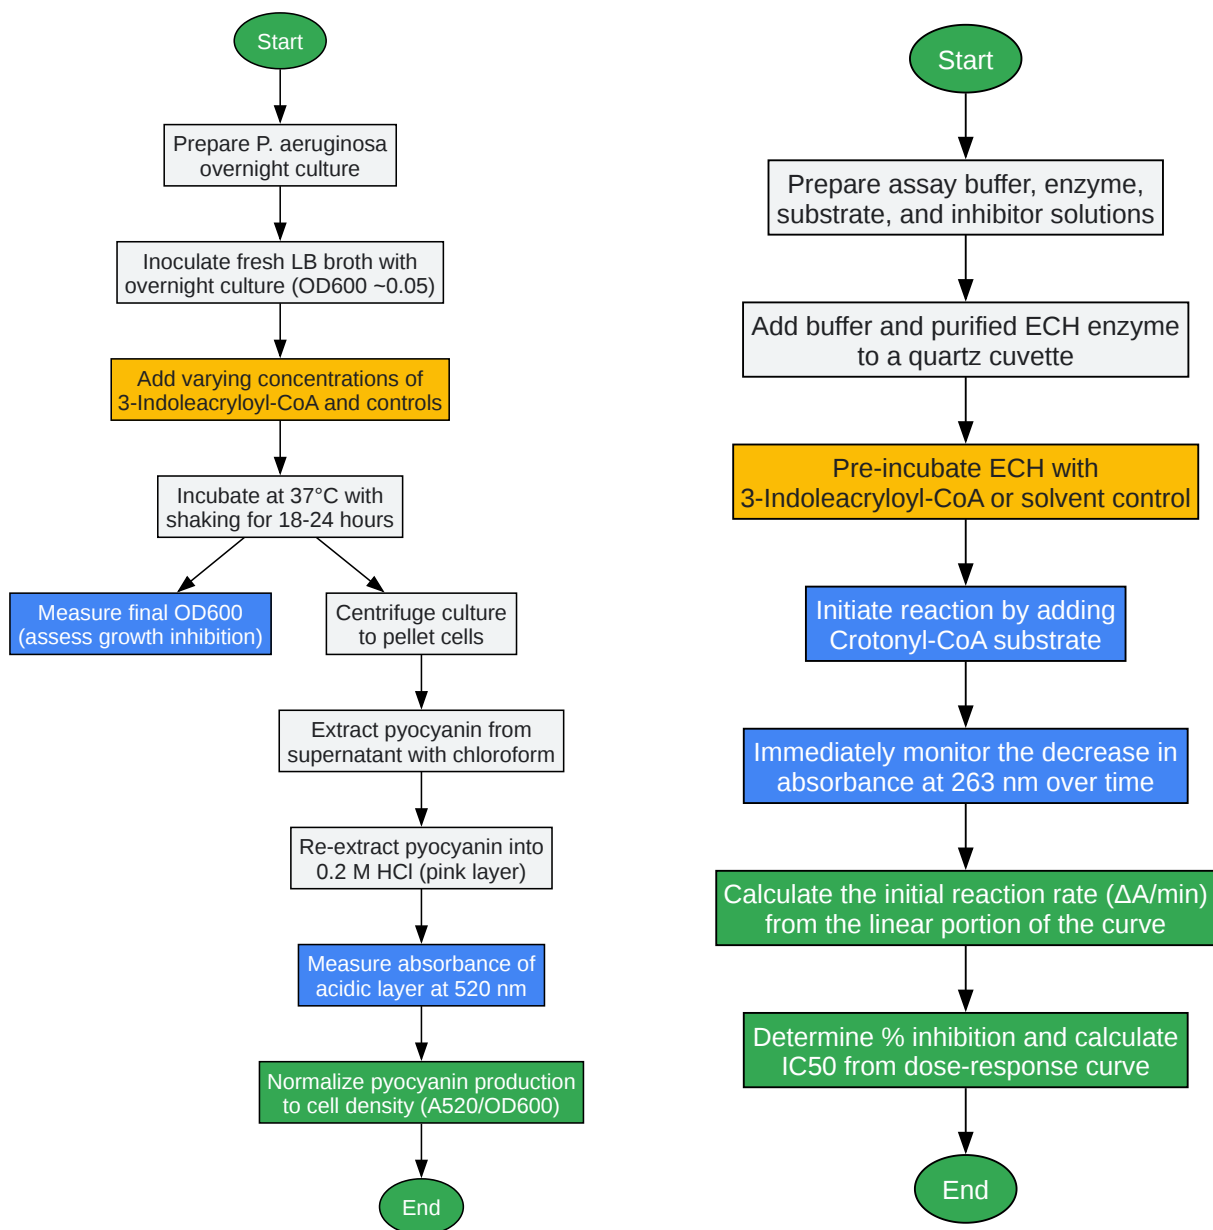 Start
Prepare P. aeruginosa
overnight culture
Inoculate fresh LB broth with
overnight culture (OD600 ~0.05)
Add varying concentrations of
3-Indoleacryloyl-CoA and controls
Incubate at 37°C with
shaking for 18-24 hours
Measure final OD600
(assess growth inhibition)
Centrifuge culture
to pellet cells
Extract pyocyanin from
supernatant with chloroform
Re-extract pyocyanin into
0.2 M HCl (pink layer)
Measure absorbance of
acidic layer at 520 nm
Normalize pyocyanin production
to cell density (A520/OD600)
End
Start
Prepare assay buffer, enzyme,
substrate, and inhibitor solutions
Add buffer and purified ECH enzyme
to a quartz cuvette
Pre-incubate ECH with
3-Indoleacryloyl-CoA or solvent control
Initiate reaction by adding
Crotonyl-CoA substrate
Immediately monitor the decrease in
absorbance at 263 nm over time
Calculate the initial reaction rate (ΔA/min)
from the linear portion of the curve
Determine % inhibition and calculate
IC50 from dose-response curve
End